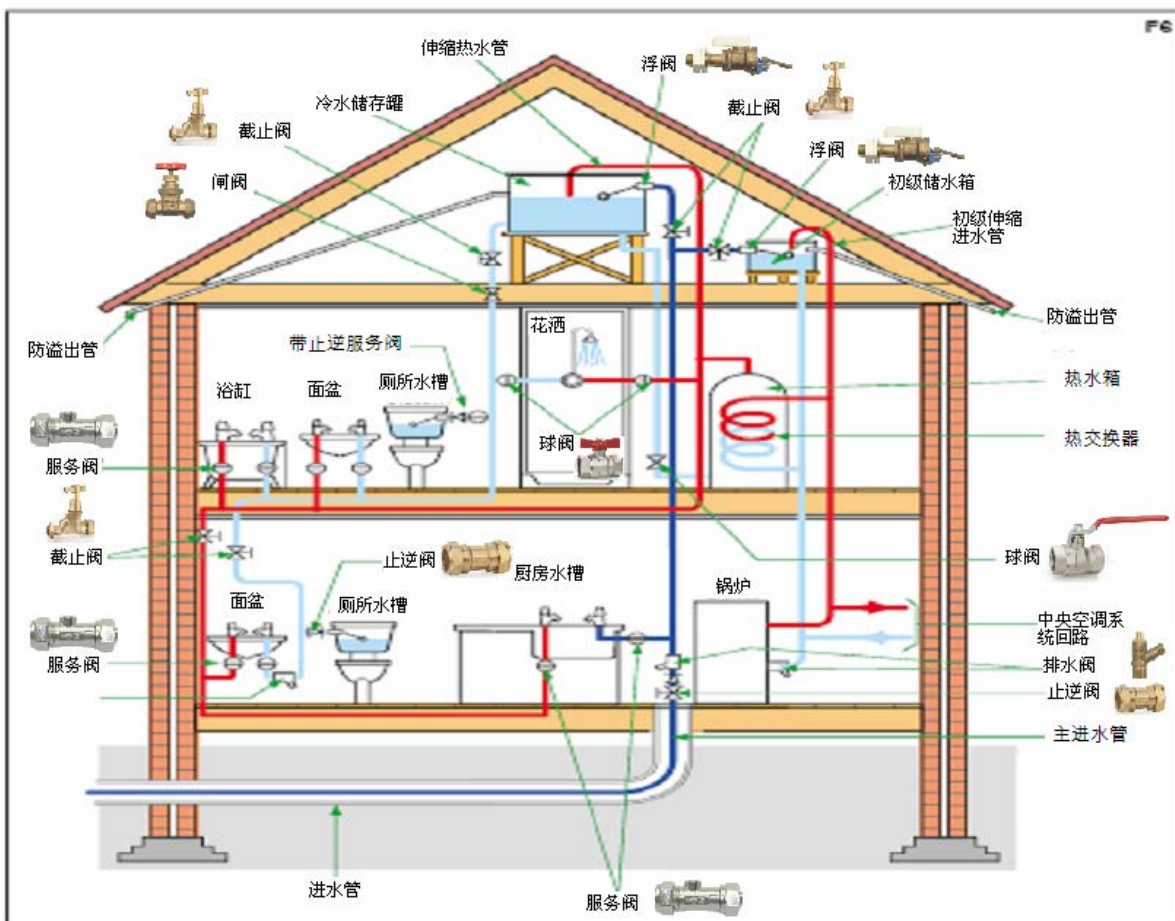 F6
伸缩热水管
浮阀
冷水储存罐
截止阀
截止阀
浮阀
闸阀
初级储水箱
初级伸缩
进水管
防溢出管
花洒
防溢出管
带止逆服务阀
浴缸
面盆
厕所水槽
热水箱
球阀
热交换器
服务阀
截止阀
止逆阀
厨房水槽
球阀
面盆
厕所水槽
锅炉
中央空调系
统回路
服务阀
排水阀
止逆阀
主进水管
进水管
服务阀